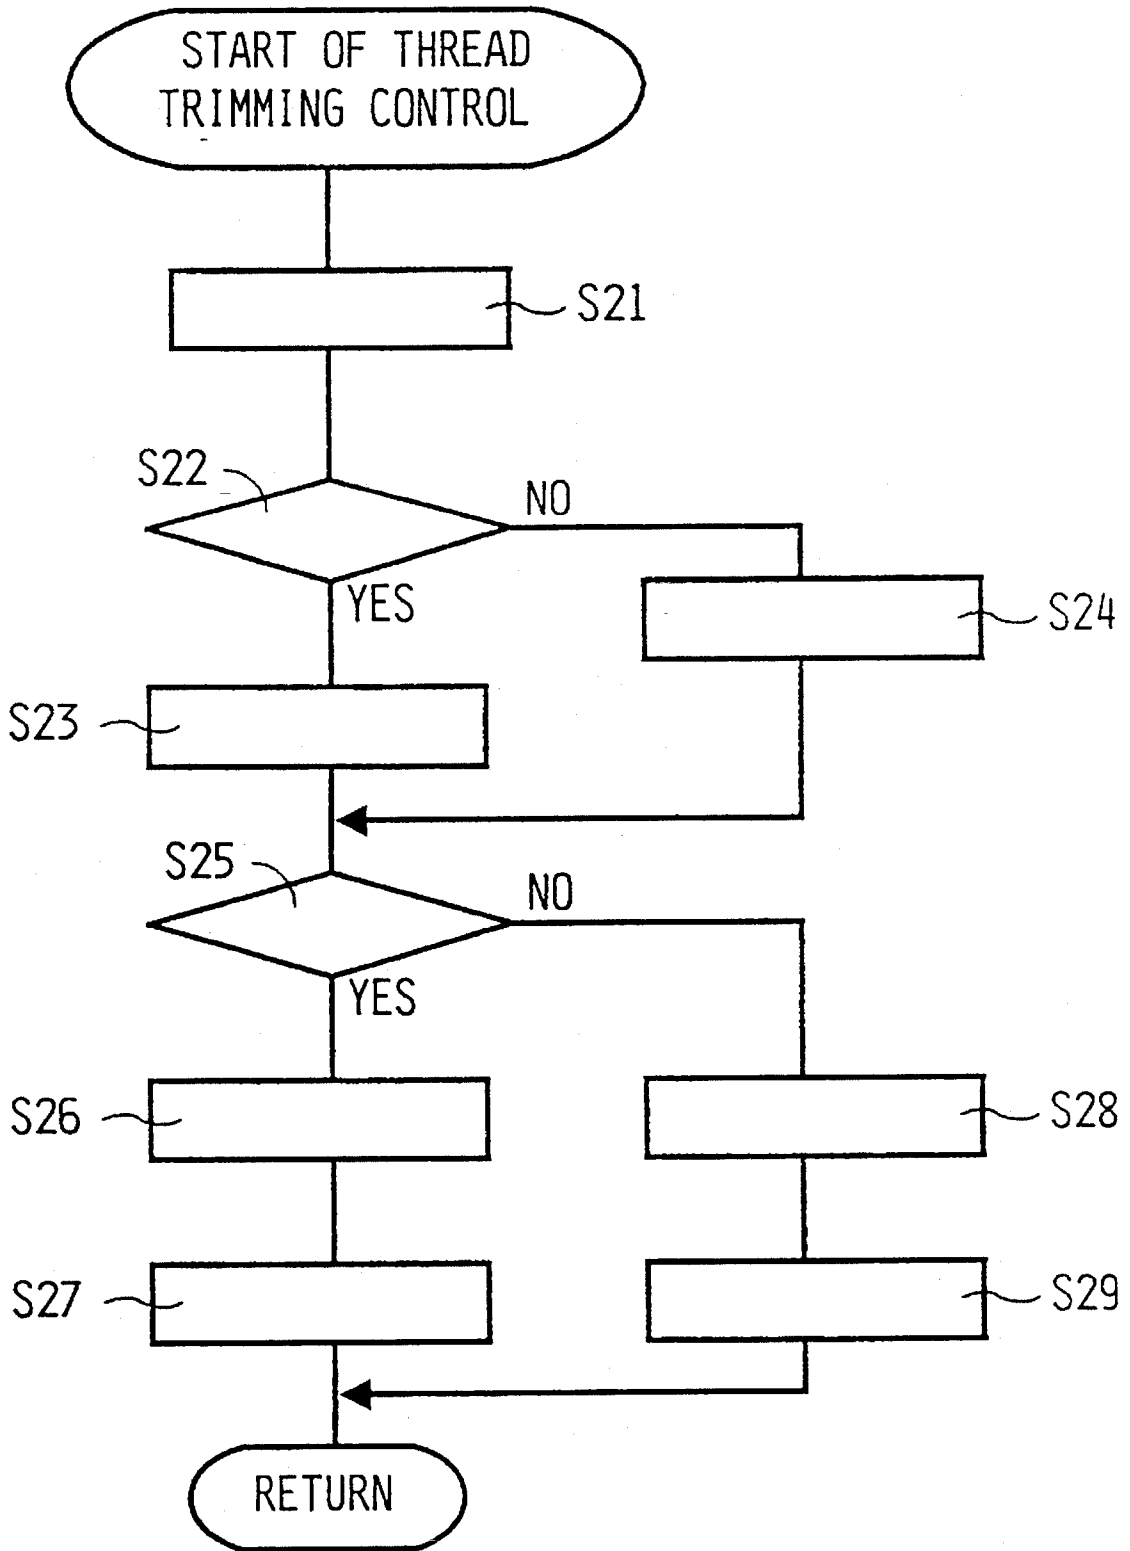 START OF THREAD
TRIMMING CONTROL
S21
S22
NO
YES
S24
S23
S25
NO
YES
S26
S28
S27
S29
RETURN